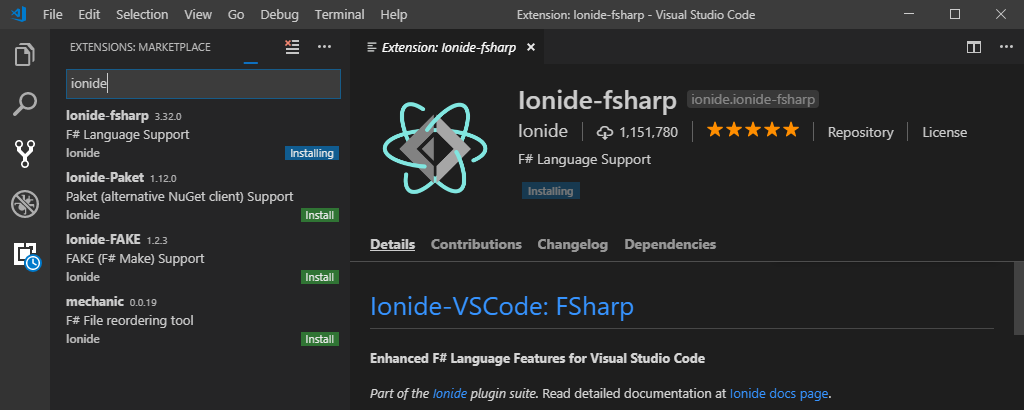 File Edit Selection View Go Debug Terminal Help Extension: Ionide-fsharp - Visual Studio Code
EXTENSIONS: MARKETPLACE
ionide
Ionide-fsharp 3.32.0
F# Language Support
Ionide Installing
Ionide-Paket 1.12.0
Paket (alternative NuGet client) Support
Ionide Install
Ionide-FAKE 1.2.3
FAKE (F# Make) Support
Ionide Install
mechanic 0.0.19
F# File reordering tool
Ionide Install
Extension: Ionide-fsharp
Ionide-fsharp ionide.ionide-fsharp
Ionide 1,151,780 Repository License
F# Language Support
Installing
Details Contributions Changelog Dependencies
Ionide-VSCode: FSharp
Enhanced F# Language Features for Visual Studio Code
Part of the Ionide plugin suite. Read detailed documentation at Ionide docs page.